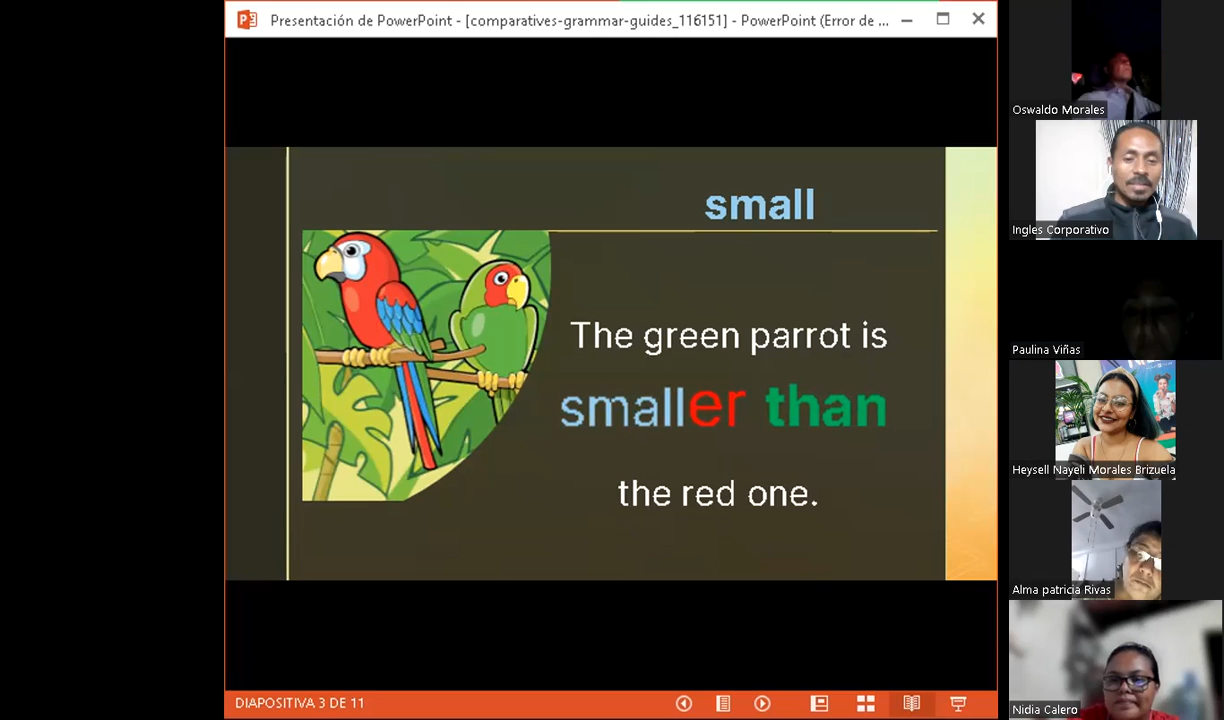 Presentación de PowerPoint - [comparatives-grammar-guides_116151] - PowerPoint (Error de ...
small
The green parrot is
smaller than
the red one.
DIAPOSITIVA 3 DE 11
Oswaldo Morales
Ingles Corporativo
Paulina Viñas
Heysell Nayeli Morales Brizuela
Alma patricia Rivas
Nidia Calero